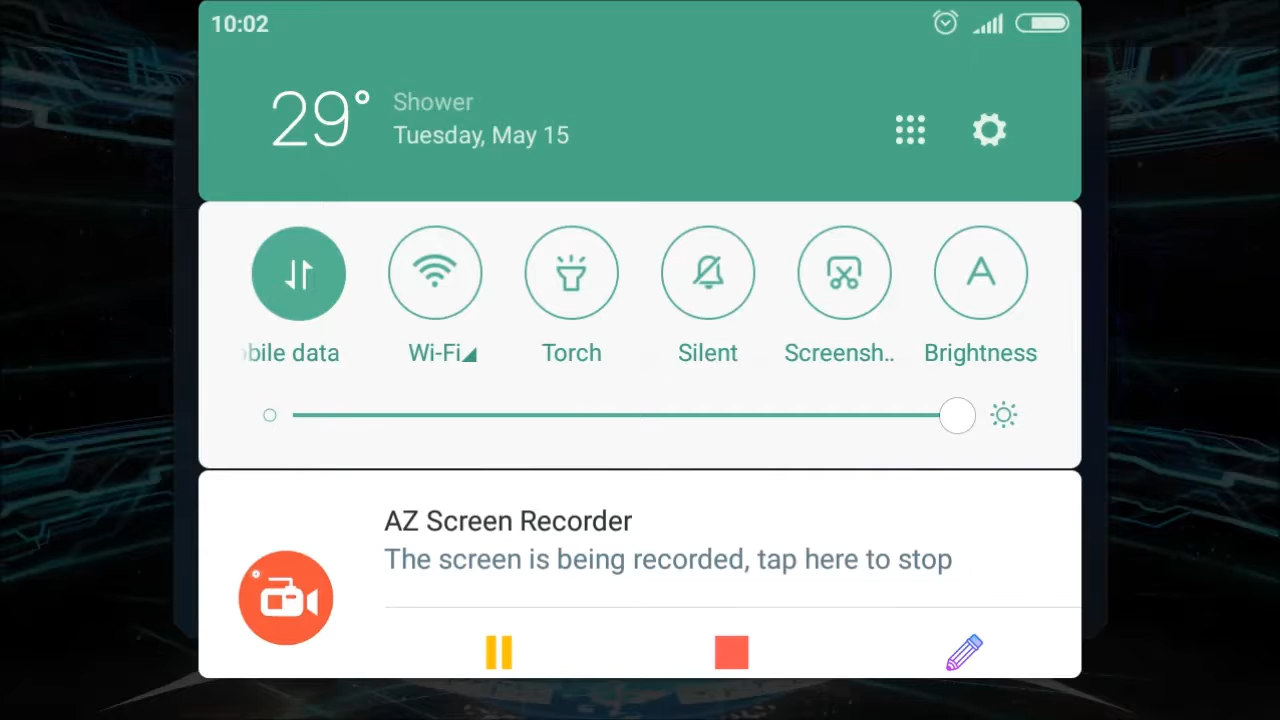 10:02
29°
Shower
Tuesday, May 15
bile data
Wi-Fi
Torch
Silent
Screensh..
Brightness
AZ Screen Recorder
The screen is being recorded, tap here to stop